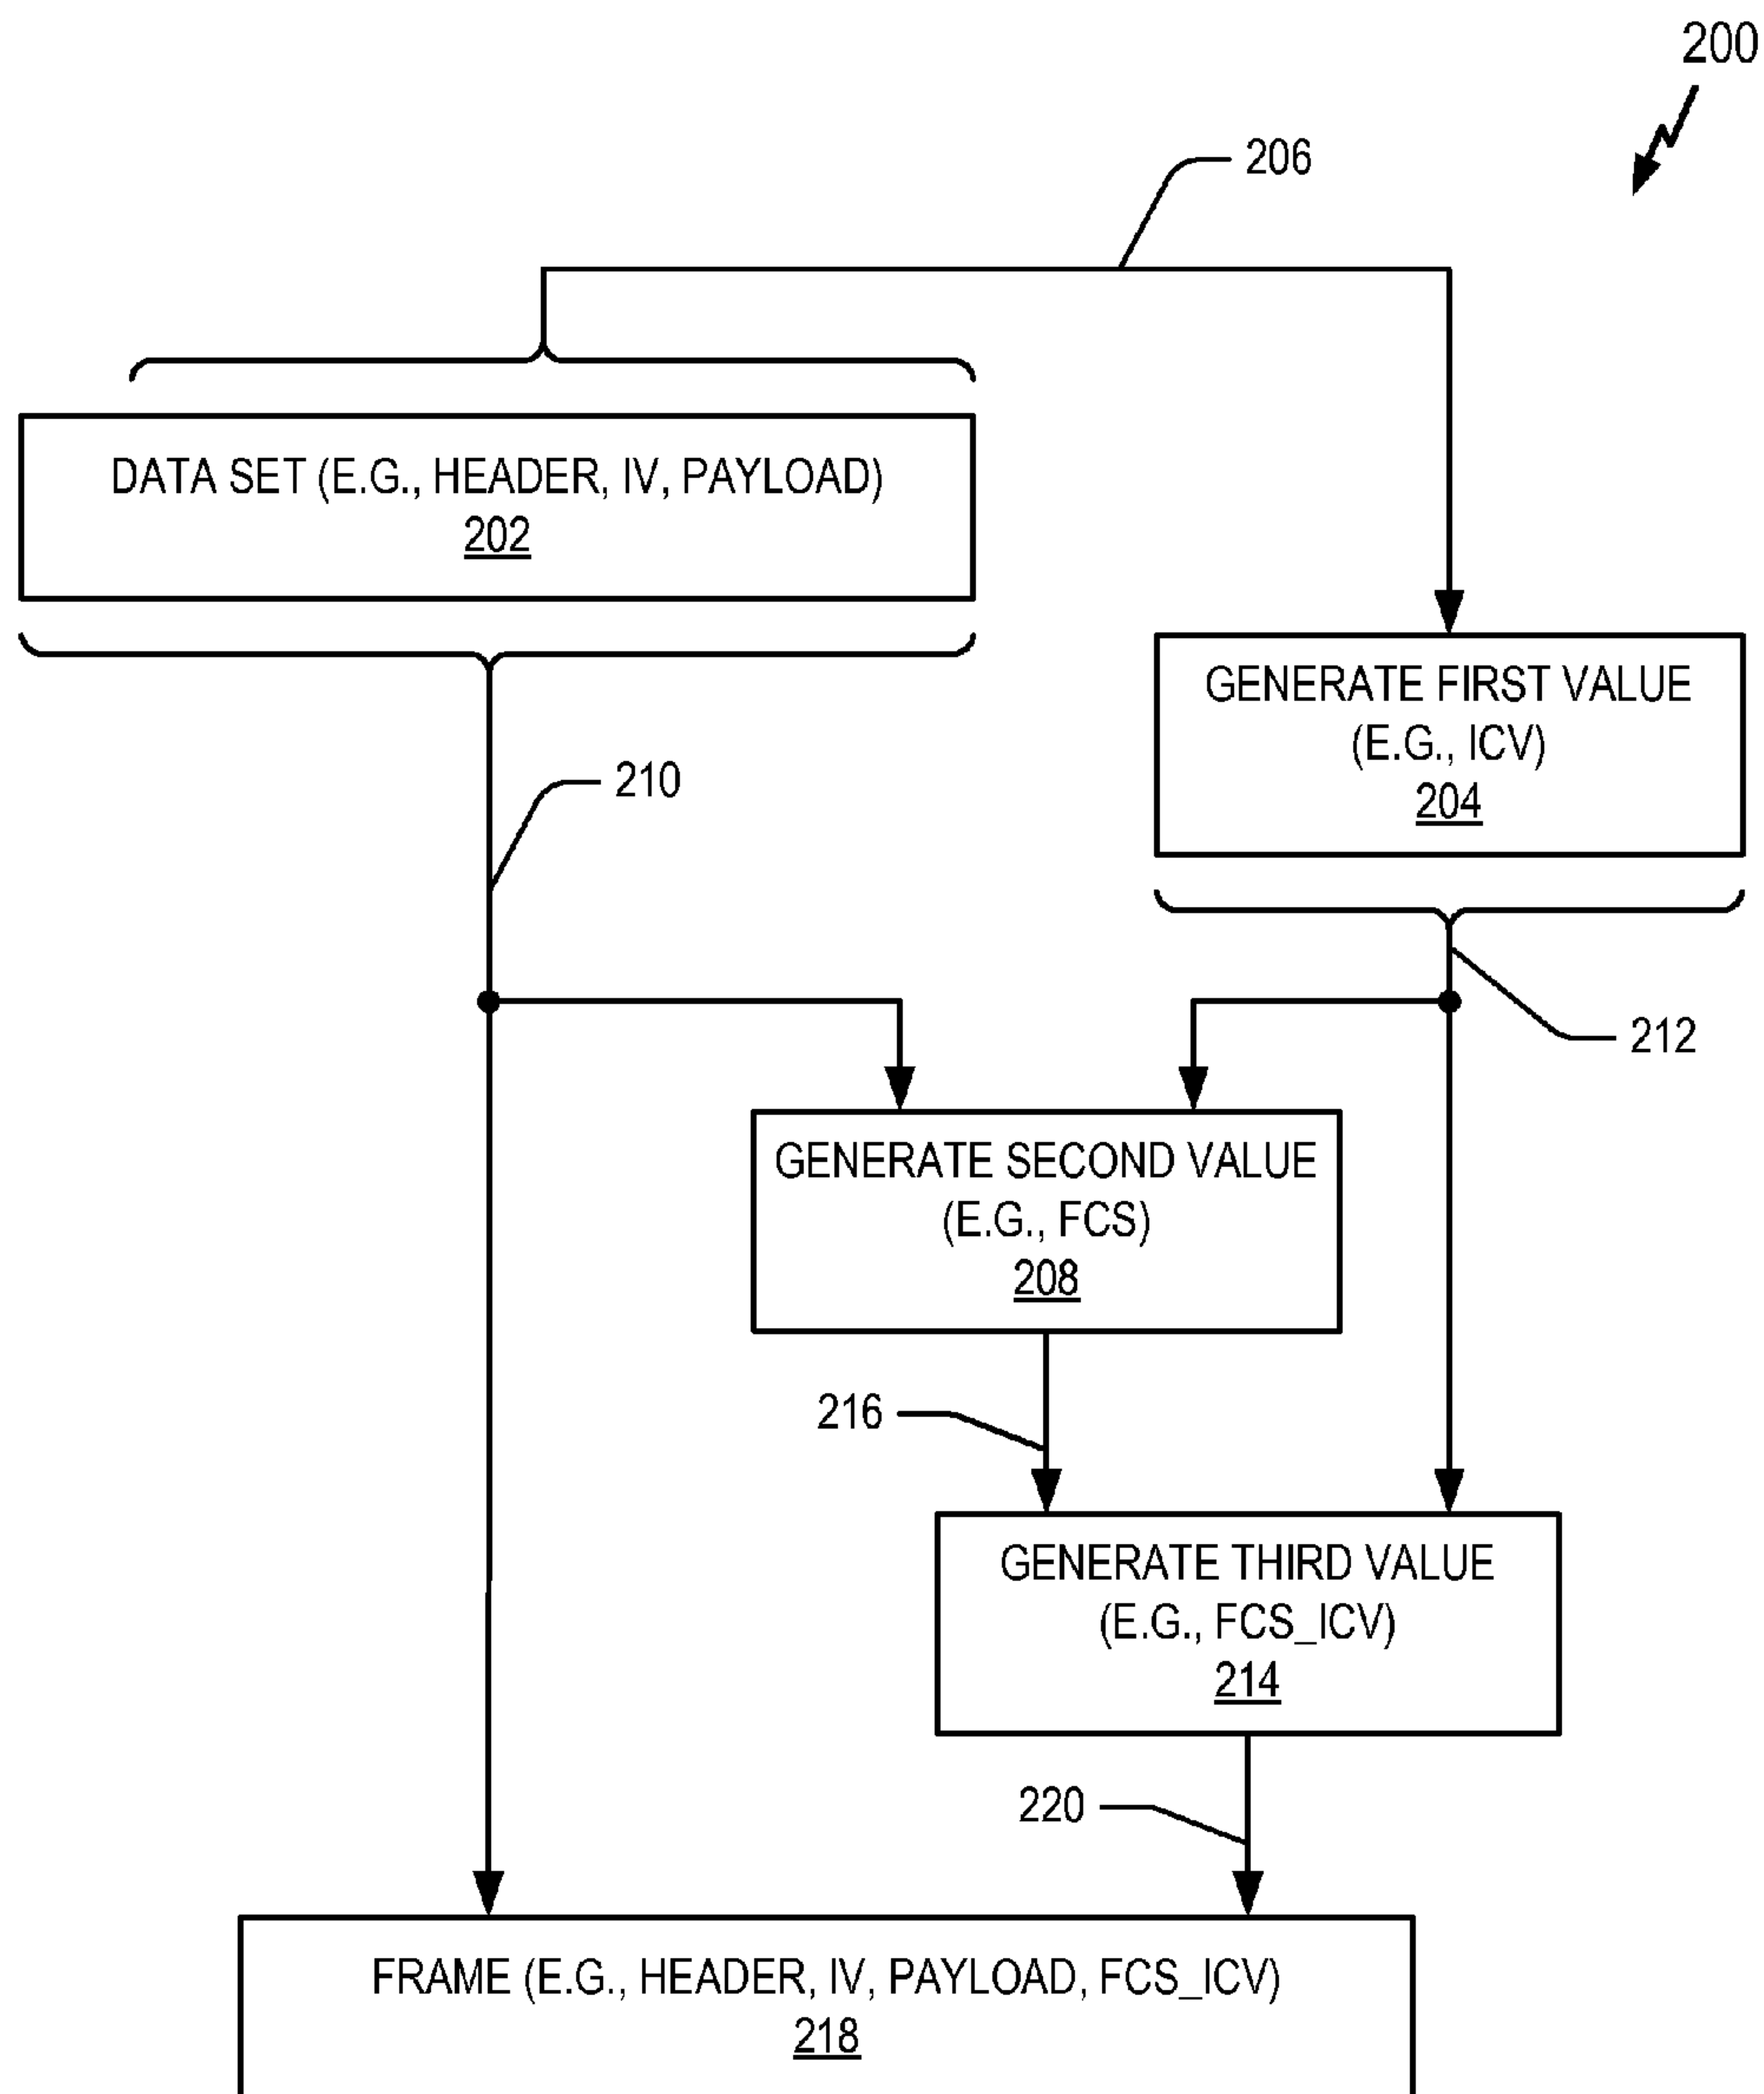 200
206
DATA SET (E.G., HEADER, IV, PAYLOAD)
202
GENERATE FIRST VALUE
(E.G., ICV)
204
210
212
GENERATE SECOND VALUE
(E.G., FCS)
208
216
GENERATE THIRD VALUE
(E.G., FCS_ICV)
214
220
FRAME (E.G., HEADER, IV, PAYLOAD, FCS_ICV)
218